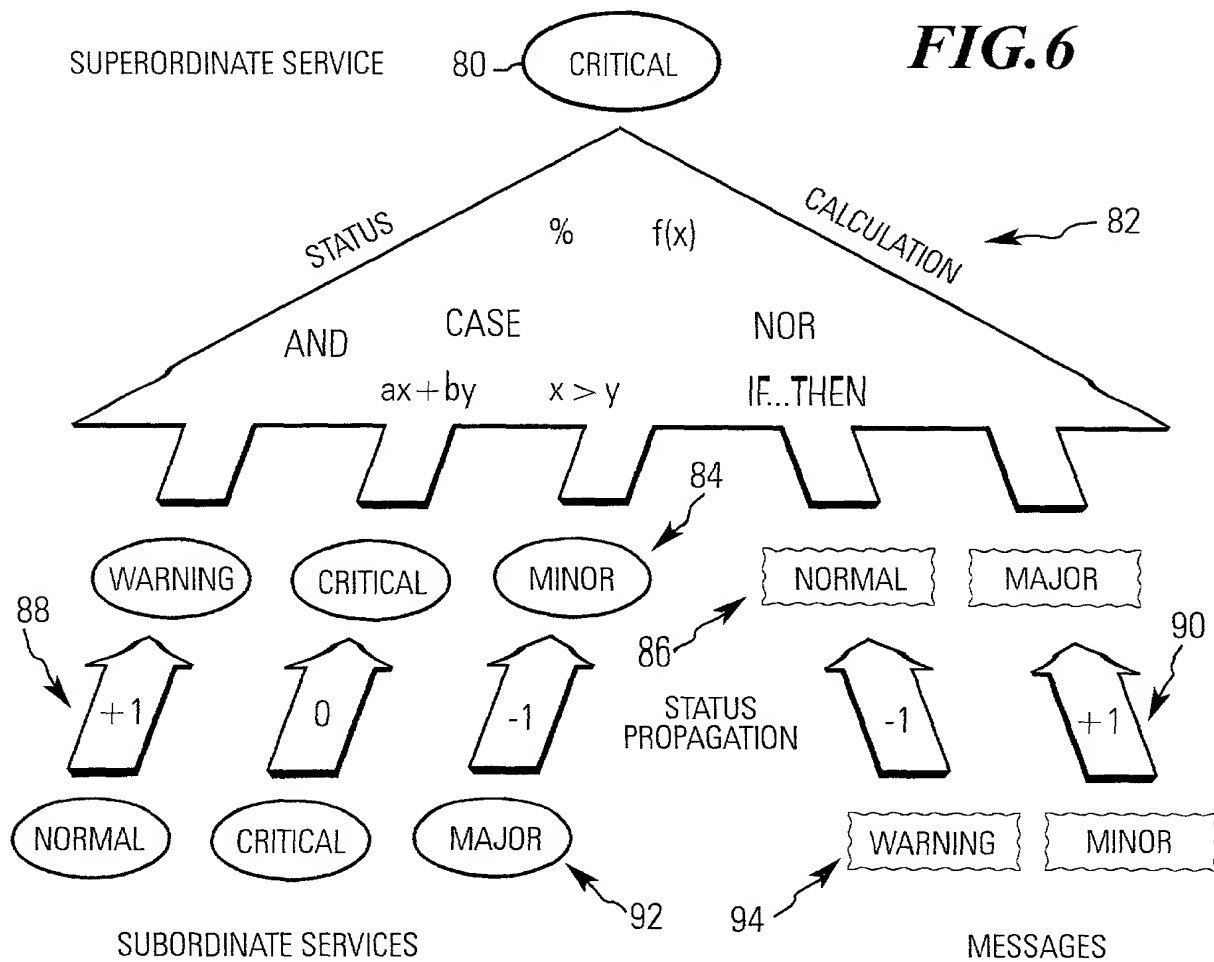 FIG.6
SUPERORDINATE SERVICE 80 CRITICAL
STATUS CALCULATION 82
% f(x)
AND CASE NOR
ax+by x > y IF...THEN
84
WARNING CRITICAL MINOR NORMAL MAJOR
88 86 90
+1 0 -1 STATUS PROPAGATION -1 +1
NORMAL CRITICAL MAJOR WARNING MINOR
92 94
SUBORDINATE SERVICES MESSAGES